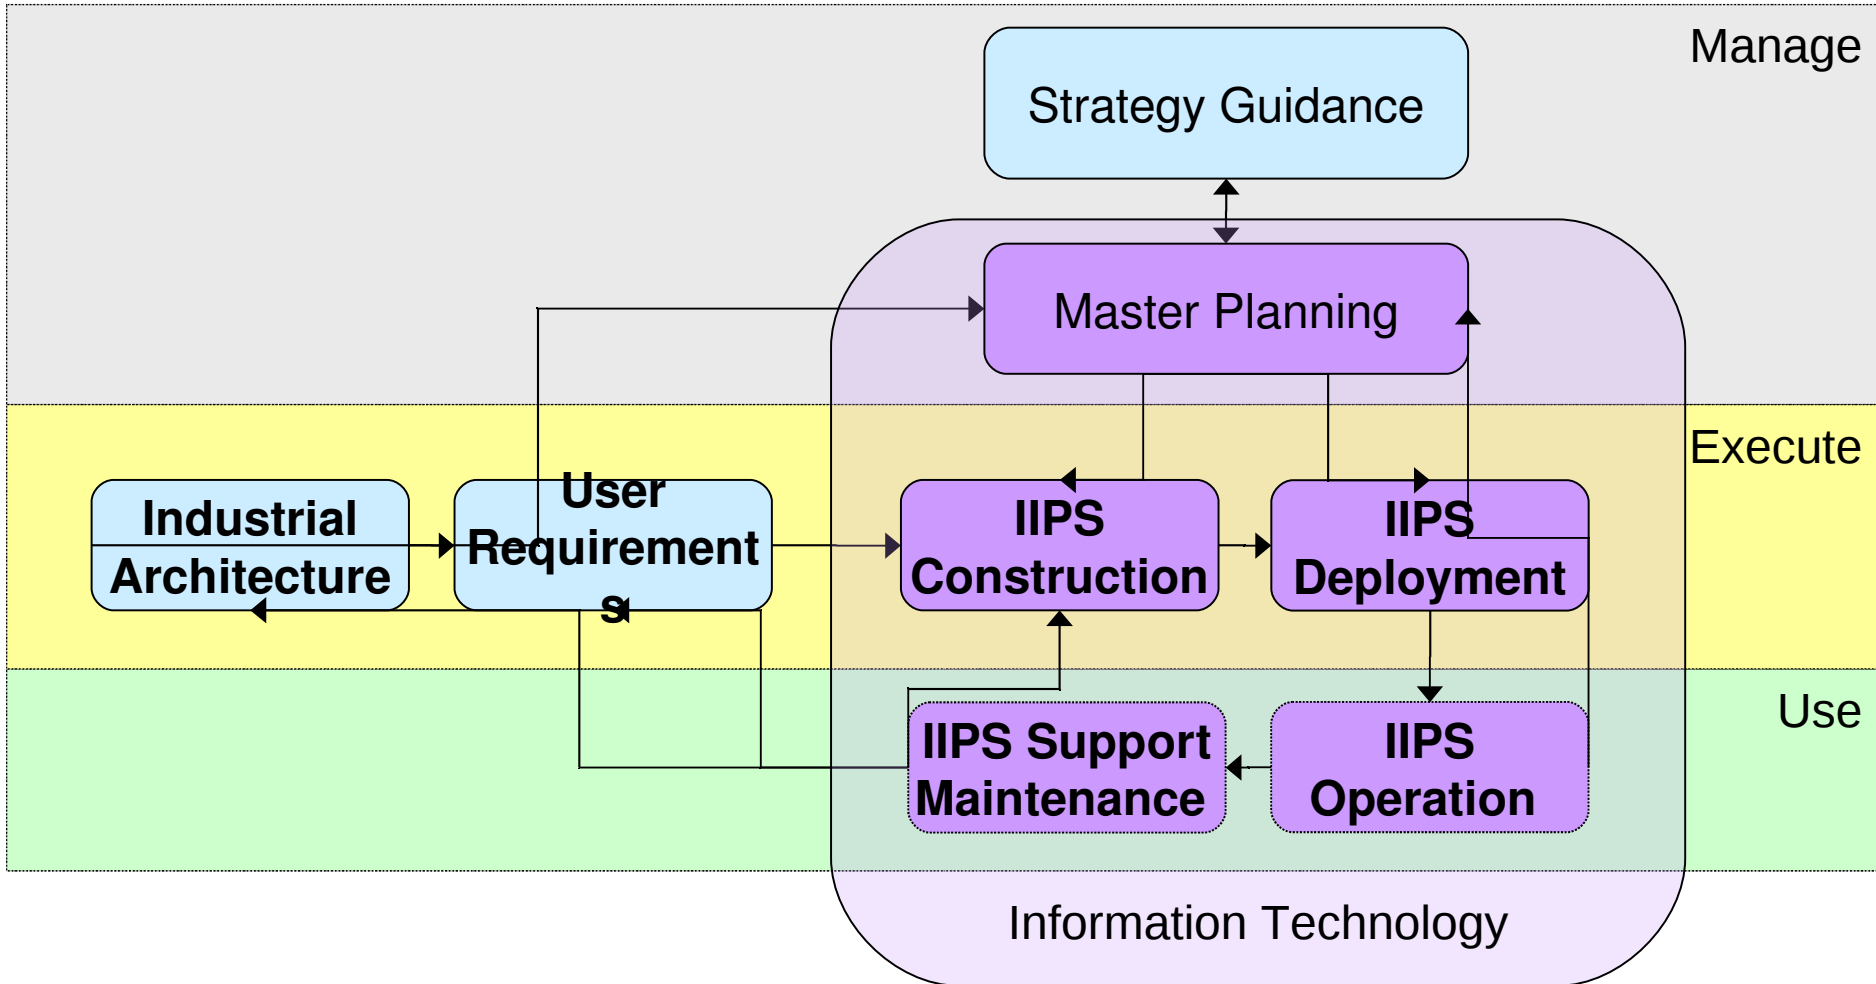 Manage
Strategy Guidance
Master Planning
Execute
Industrial
Architecture
User
Requirement
s
IIPS
Construction
IIPS
Deployment
Use
IIPS Support
Maintenance
IIPS
Operation
Information Technology